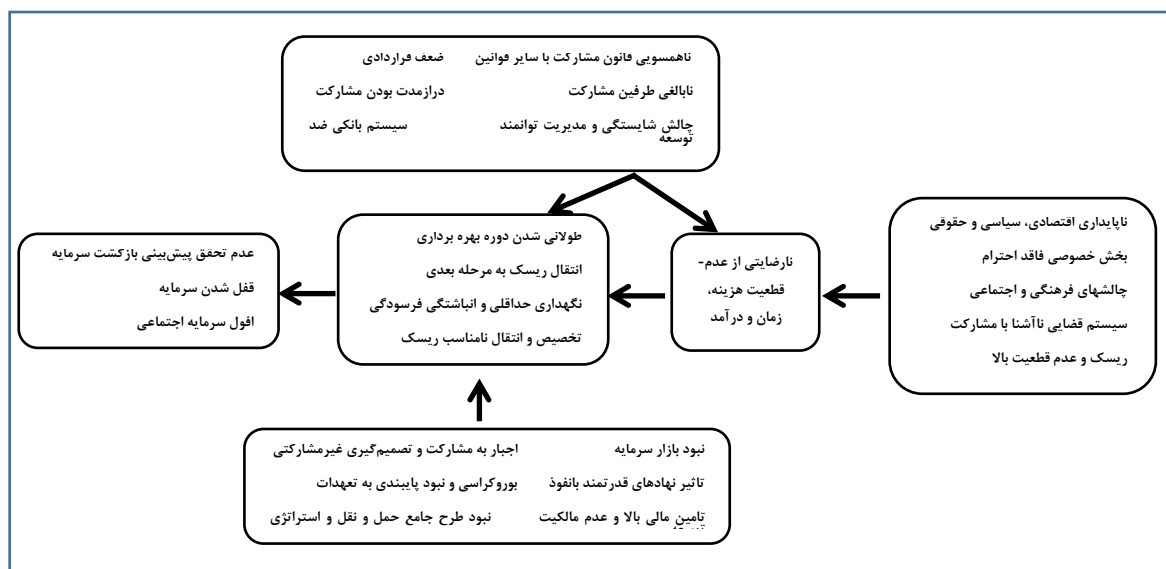 ناهمسویی قانون مشارکت با سایر قوانین ضعف قراردادی
نابالغی طرفین مشارکت درازمدت بودن مشارکت
چالش شایستگی و مدیریت توانمند سیستم بانکی ضد
توسعه
ناپایداری اقتصادی، سیاسی و حقوقی
بخش خصوصی فاقد احترام
چالشهای فرهنگی و اجتماعی
سیستم قضایی ناآشنا با مشارکت
ریسک و عدم قطعیت بالا
نارضایتی از عدم-
قطعیت هزینه،
زمان و درآمد
طولانی شدن دوره بهره برداری
انتقال ریسک به مرحله بعدی
نگهداری حداقلی و انباشتگی فرسودگی
تخصیص و انتقال نامناسب ریسک
عدم تحقق پیش‌بینی بازگشت سرمایه
قفل شدن سرمایه
افول سرمایه اجتماعی
نبود بازار سرمایه اجبار به مشارکت و تصمیم‌گیری غیرمشارکتی
تاثیر نهادهای قدرتمند بانفوذ بوروکراسی و نبود پایبندی به تعهدات
تامین مالی بالا و عدم مالکیت نبود طرح جامع حمل و نقل و استراتژی